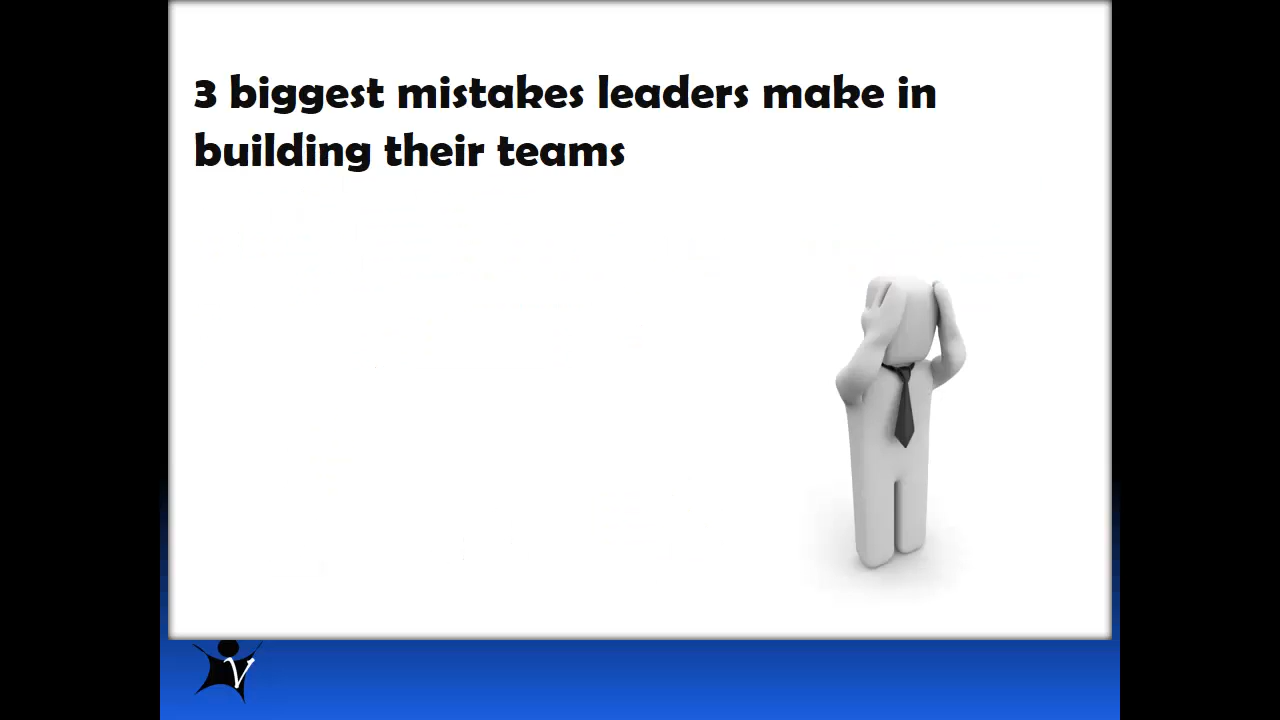 3 biggest mistakes leaders make in
building their teams
V